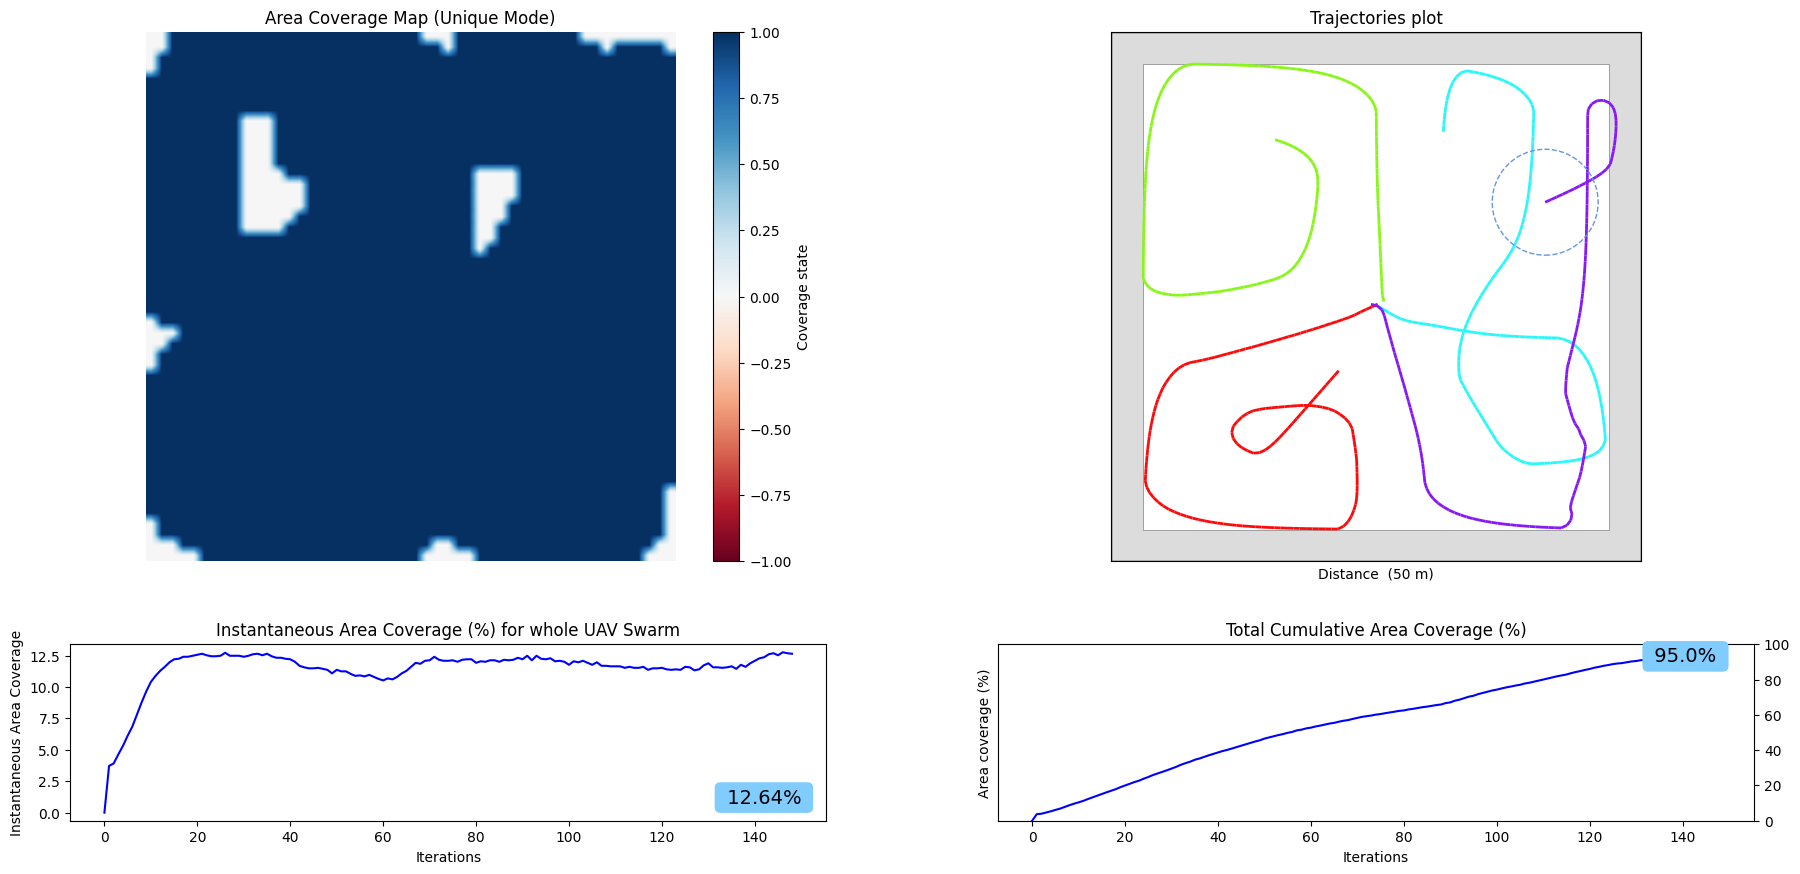 Area Coverage Map (Unique Mode)
1.00
0.75
0.50
0.25
0.00
−0.25
−0.50
−0.75
−1.00
Coverage state
Trajectories plot
Distance  (50 m)
Instantaneous Area Coverage (%) for whole UAV Swarm
Instantaneous Area Coverage
12.5
10.0
7.5
5.0
2.5
0.0
12.64%
0 20 40 60 80 100 120 140
Iterations
Total Cumulative Area Coverage (%)
Area coverage (%)
95.0%
100
80
60
40
20
0
0 20 40 60 80 100 120 140
Iterations